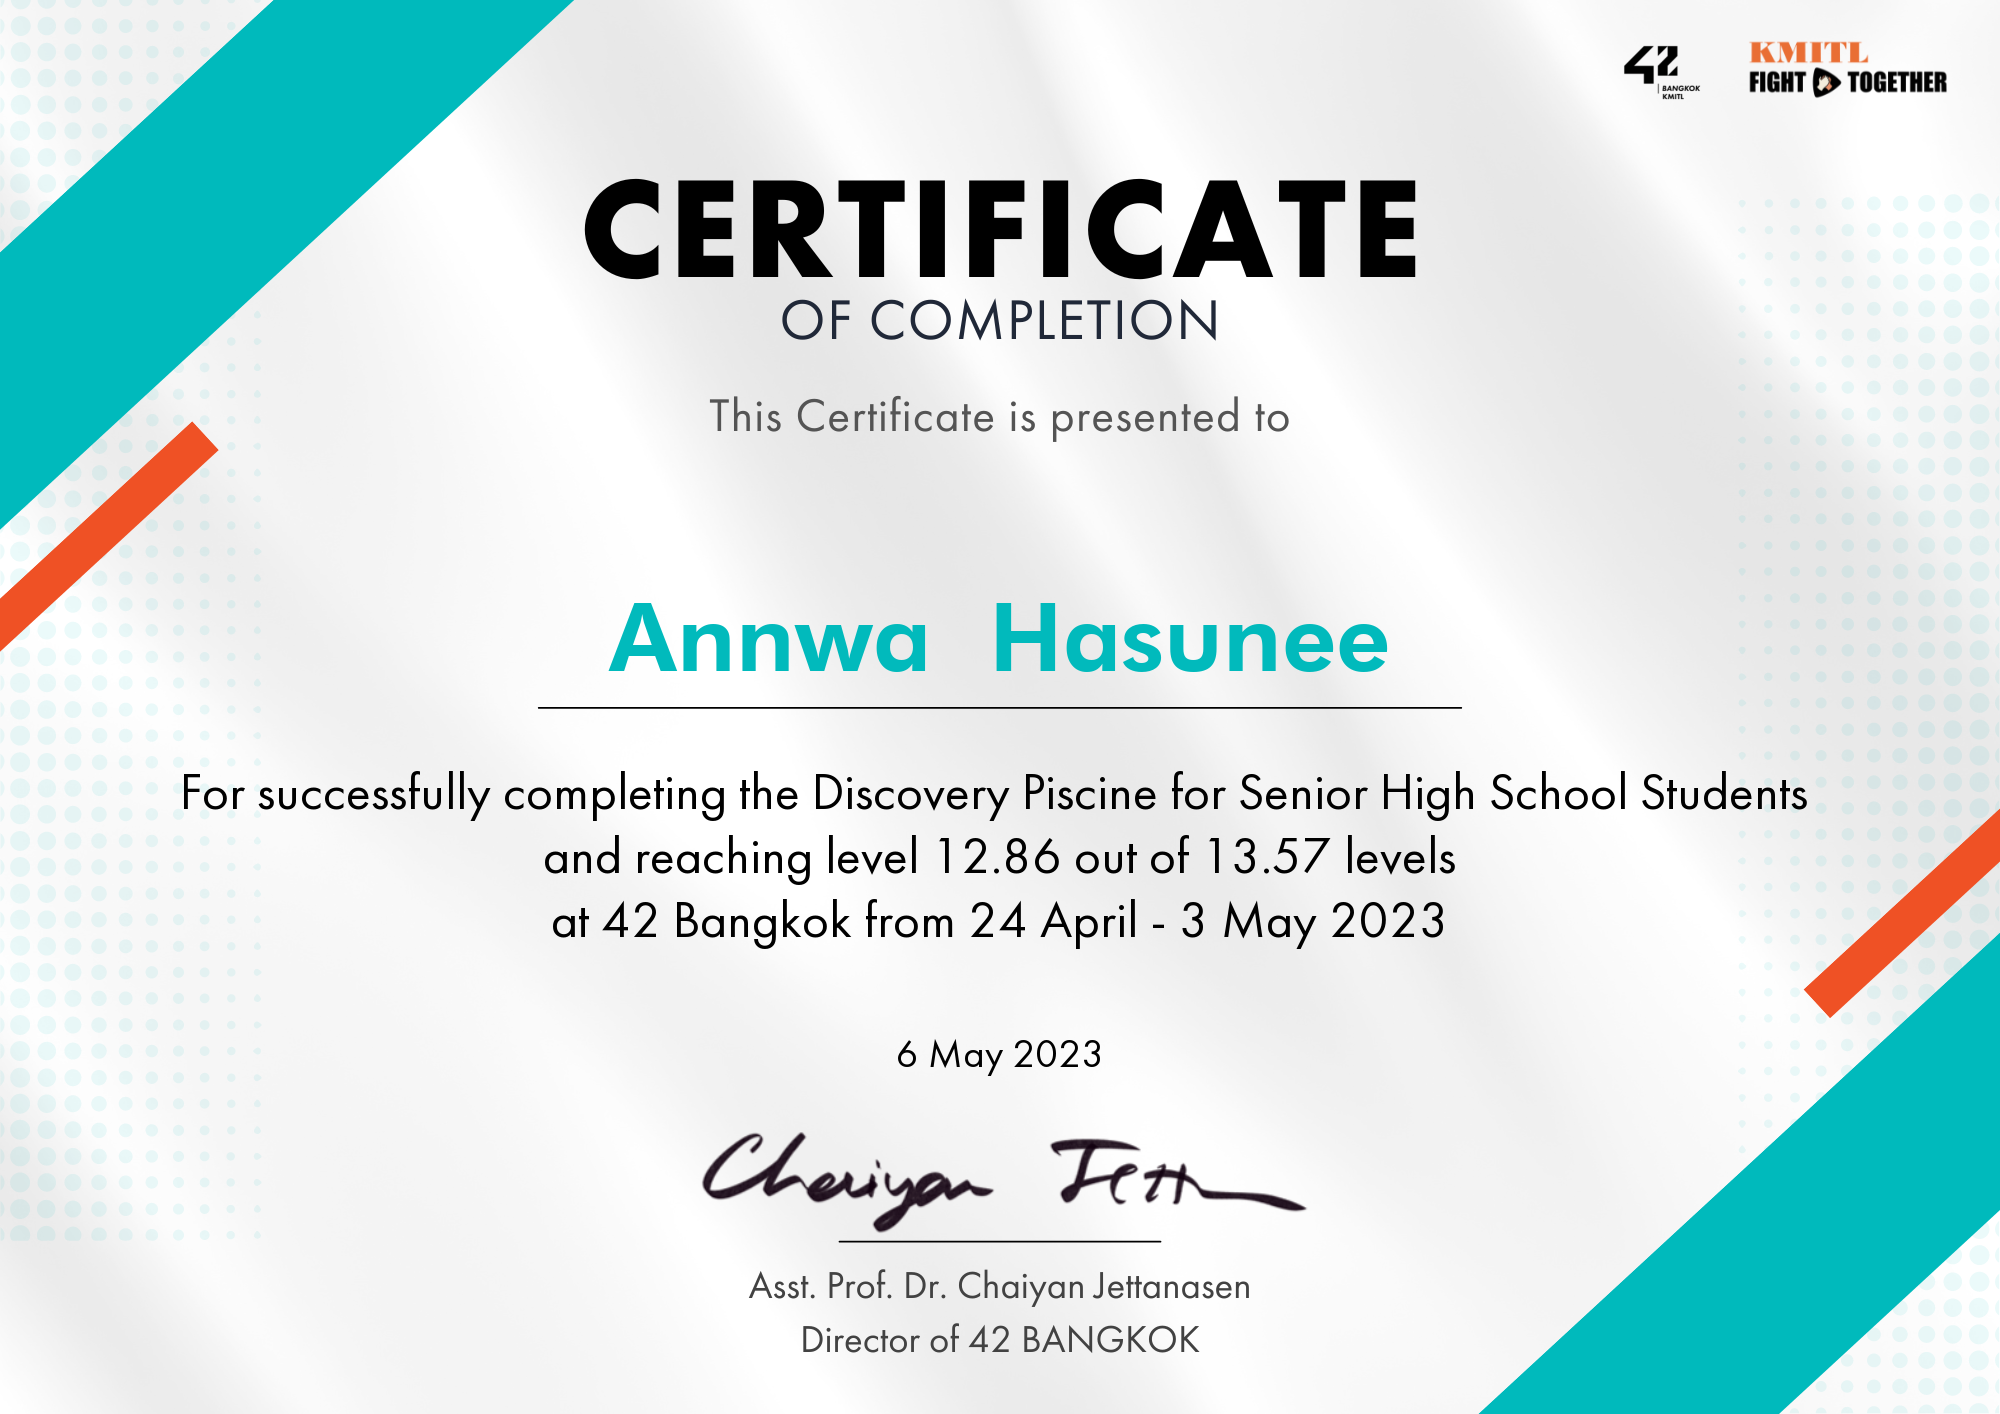 42
BANGKOK
KMITL
KMITL
FIGHT TOGETHER
CERTIFICATE
OF COMPLETION
This Certificate is presented to
Annwa Hasunee
For successfully completing the Discovery Piscine for Senior High School Students
and reaching level 12.86 out of 13.57 levels
at 42 Bangkok from 24 April - 3 May 2023
6 May 2023
Chaiyan Jett
Asst. Prof. Dr. Chaiyan Jettanasen
Director of 42 BANGKOK